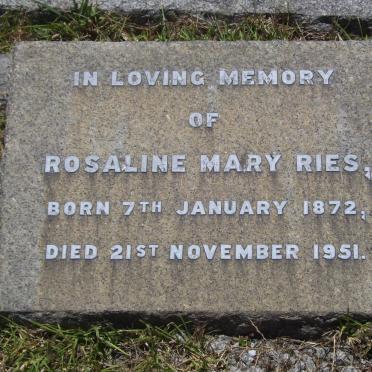 IN LOVING MEMORY
OF
ROSALINE MARY RIES,
BORN 7TH JANUARY 1872,
DIED 21ST NOVEMBER 1951.